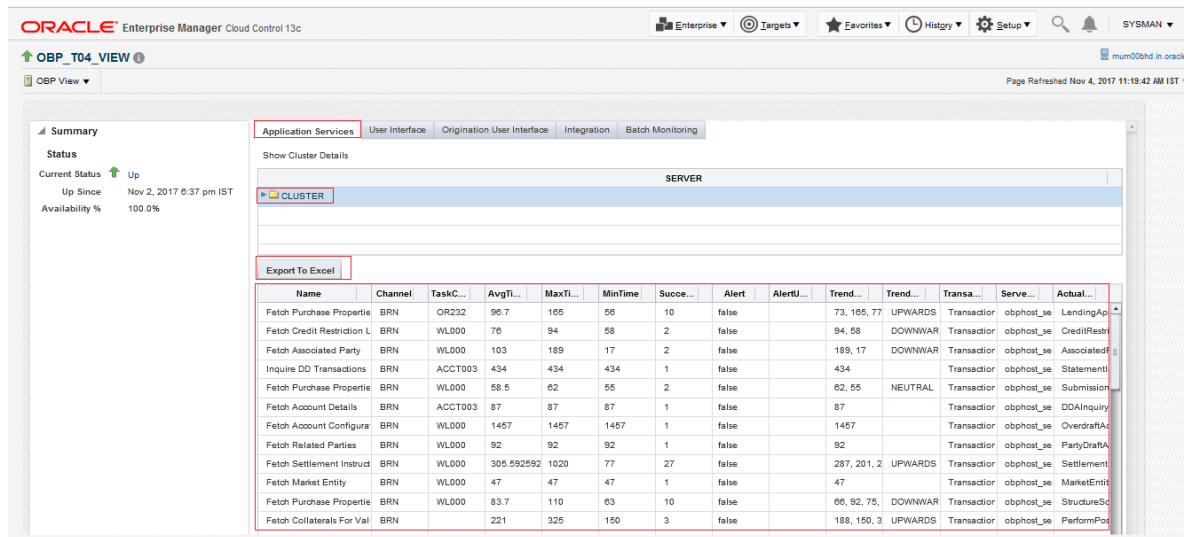 ORACLE Enterprise Manager Cloud Control 13c
Enterprise Targets Favorites History Setup SYSMAN
OBP_T04_VIEW
mum00bhd.in.oracle
OBP View
Page Refreshed Nov 4, 2017 11:19:42 AM IST
Summary
Status
Current Status Up
Up Since Nov 2, 2017 6:37 pm IST
Availability % 100.0%
Application Services User Interface Origination User Interface Integration Batch Monitoring
Show Cluster Details
SERVER
CLUSTER
Export To Excel
Name Channel TaskC... AvgTi... MaxTi... MinTime Succe... Alert AlertU... Trend... Trend... Transa... Serve... Actual...
Fetch Purchase Propertie BRN OR232 96.7 165 56 10 false 73, 165, 77 UPWARDS Transaction obphost_se LendingAp
Fetch Credit Restriction L BRN WL000 76 94 58 2 false 94, 58 DOWNWAR Transaction obphost_se CreditRestri
Fetch Associated Party BRN WL000 103 189 17 2 false 189, 17 DOWNWAR Transaction obphost_se AssociatedP
Inquire DD Transactions BRN ACCT003 434 434 434 1 false 434 Transaction obphost_se StatementI
Fetch Purchase Propertie BRN WL000 58.5 62 55 2 false 62, 55 NEUTRAL Transaction obphost_se Submission
Fetch Account Details BRN ACCT003 87 87 87 1 false 87 Transaction obphost_se DDAInquiry
Fetch Account Configura BRN WL000 1457 1457 1457 1 false 1457 Transaction obphost_se OverdraftAc
Fetch Related Parties BRN WL000 92 92 92 1 false 92 Transaction obphost_se PartyDraftA
Fetch Settlement Instruct BRN WL000 305.592592 1020 77 27 false 287, 201, 2 UPWARDS Transaction obphost_se Settlement
Fetch Market Entity BRN WL000 47 47 47 1 false 47 Transaction obphost_se MarketEntit
Fetch Purchase Propertie BRN WL000 83.7 110 63 10 false 66, 92, 75, DOWNWAR Transaction obphost_se StructureSc
Fetch Collaterals For Val BRN 221 325 150 3 false 188, 150, 3 UPWARDS Transaction obphost_se PerformPos